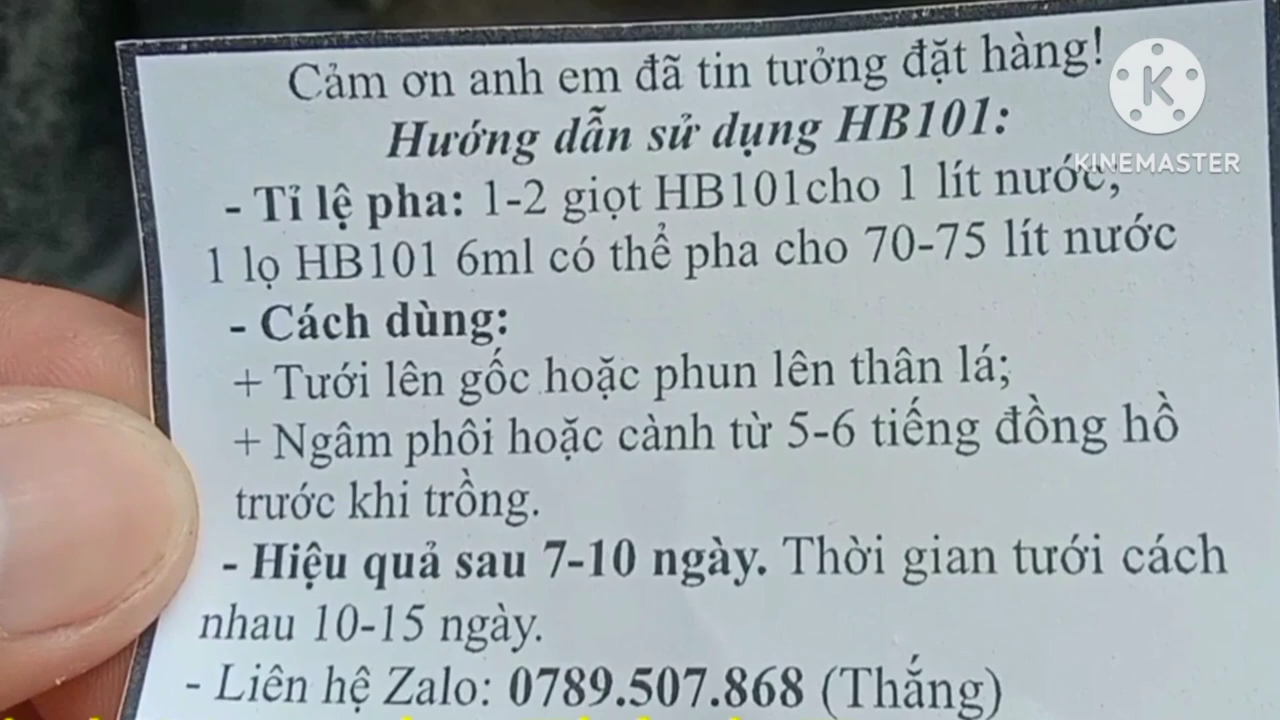 Cảm ơn anh em đã tin tưởng đặt hàng!
Hướng dẫn sử dụng HB101:
- Tỉ lệ pha: 1-2 giọt HB101cho 1 lít nước;
1 lọ HB101 6ml có thể pha cho 70-75 lít nước
- Cách dùng:
+ Tưới lên gốc hoặc phun lên thân lá;
+ Ngâm phôi hoặc cành từ 5-6 tiếng đồng hồ
trước khi trồng.
- Hiệu quả sau 7-10 ngày. Thời gian tưới cách
nhau 10-15 ngày.
- Liên hệ Zalo: 0789.507.868 (Thắng)
K
KINEMASTER